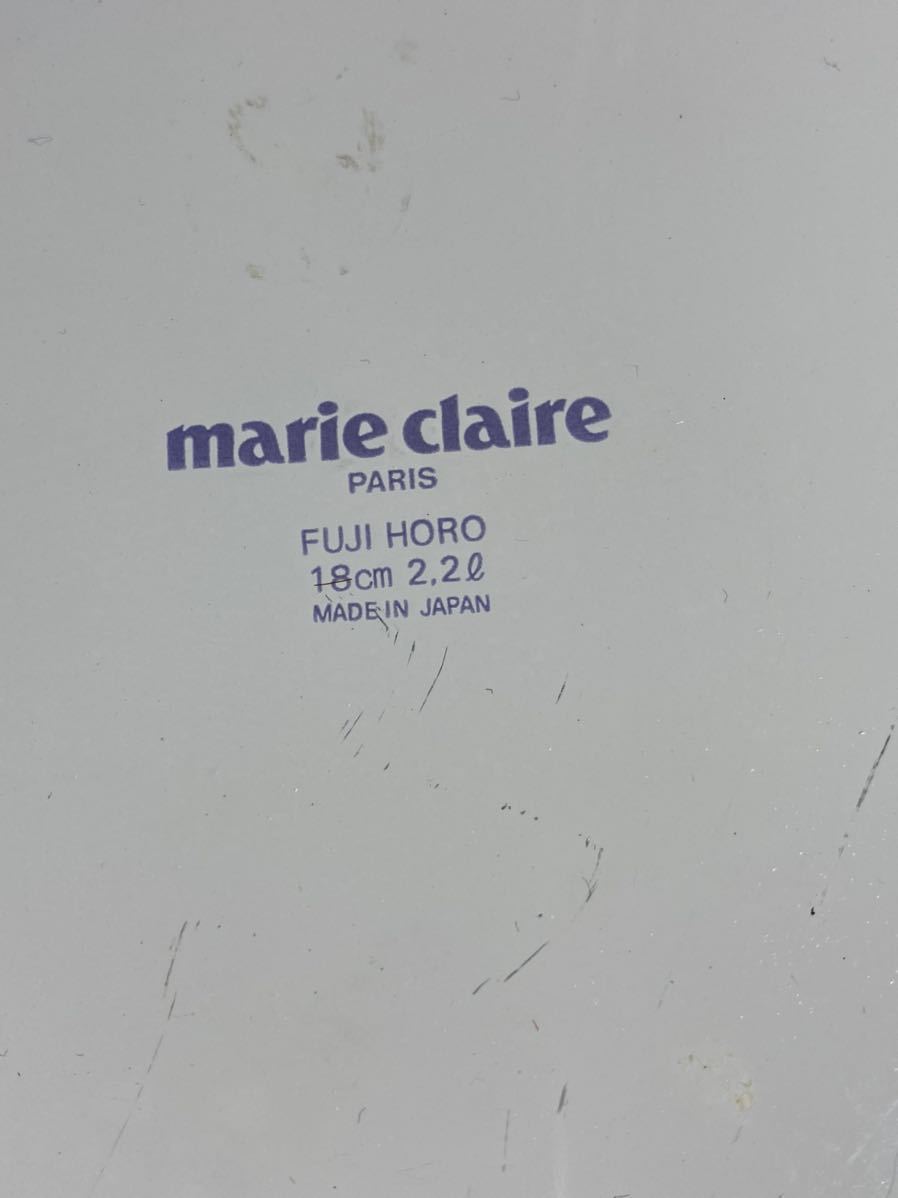 marie claire
PARIS
FUJI HORO
18cm 2,2ℓ
MADE IN JAPAN